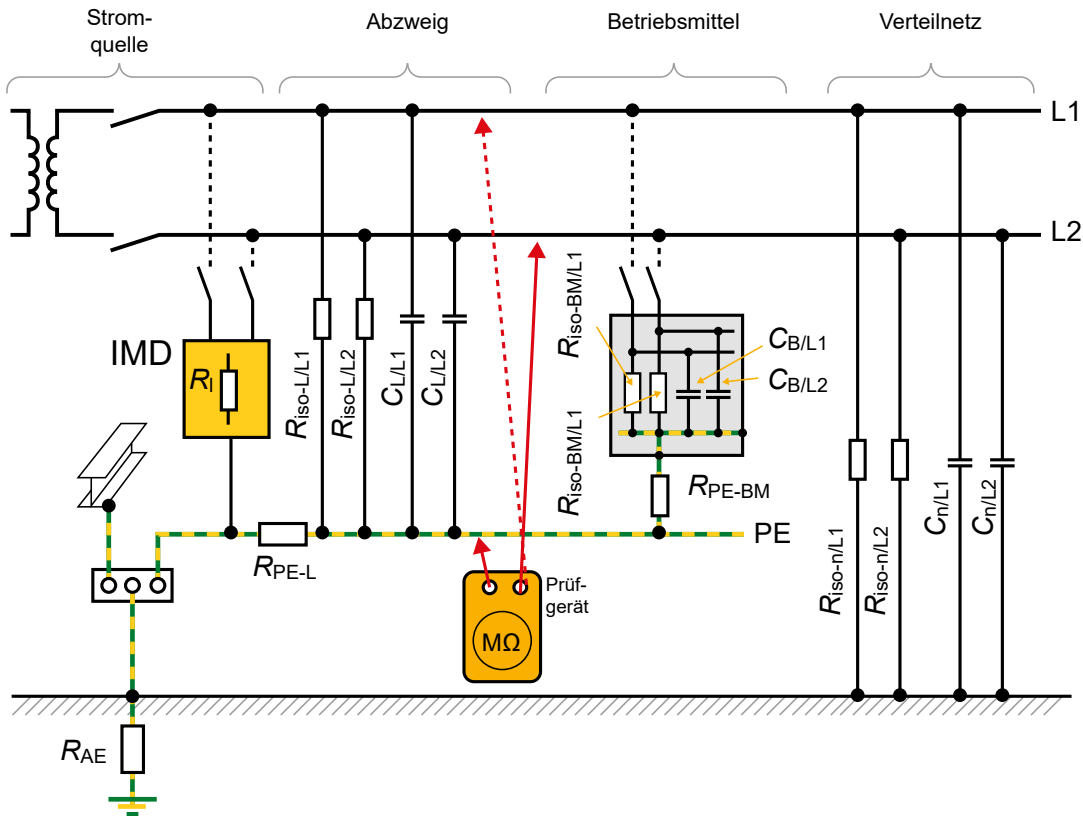 Strom-
quelle
Abzweig
Betriebsmittel
Verteilnetz
L1
L2
IMD
RI
Riso-L/L1
Riso-L/L2
CL/L1
CL/L2
Riso-BM/L1
Riso-BM/L1
CB/L1
CB/L2
RPE-BM
Riso-n/L1
Riso-n/L2
Cn/L1
Cn/L2
PE
RPE-L
Prüf-
gerät
MΩ
RAE